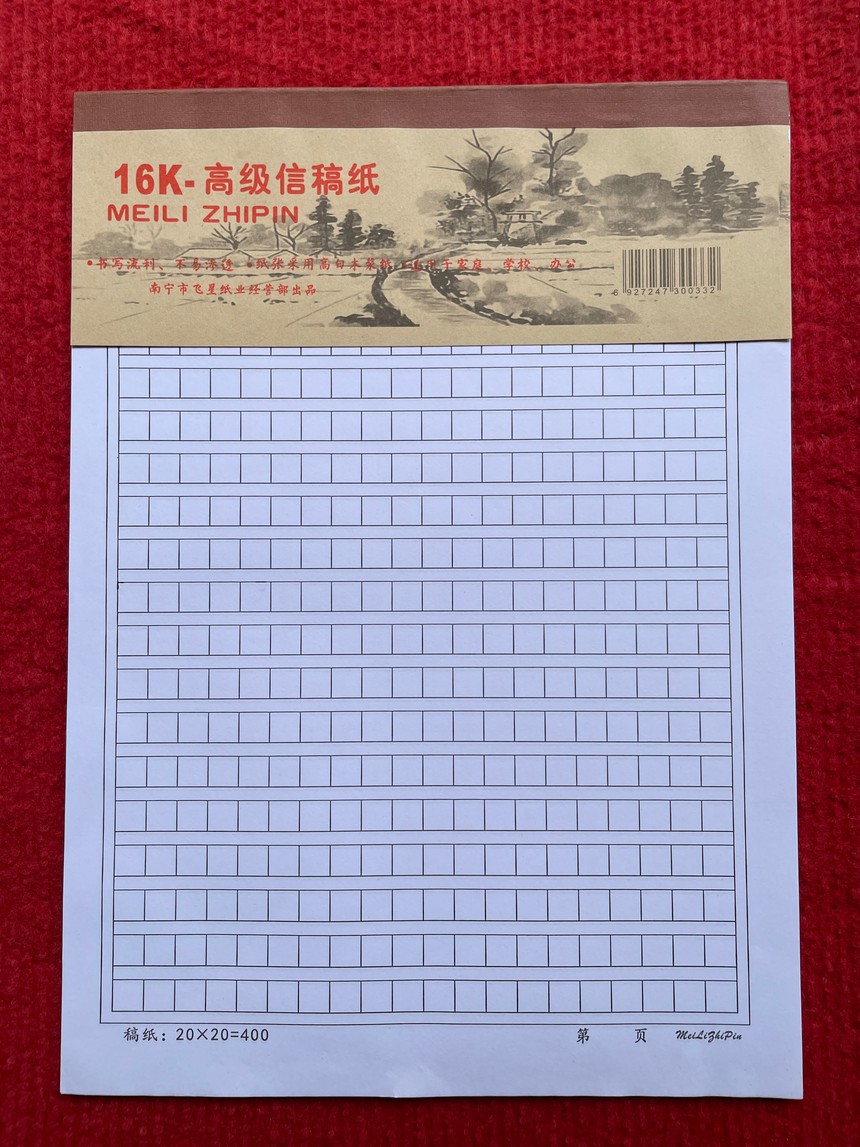 16K-高级信稿纸
MEILI ZHIPIN
•书写流利、不易渗透 •纸张采用高白木浆纸 •适用于家庭、学校、办公
南宁市飞星纸业经营部出品
6 927247 300332
稿纸：20×20=400
第 页 MeiLiZhiPin